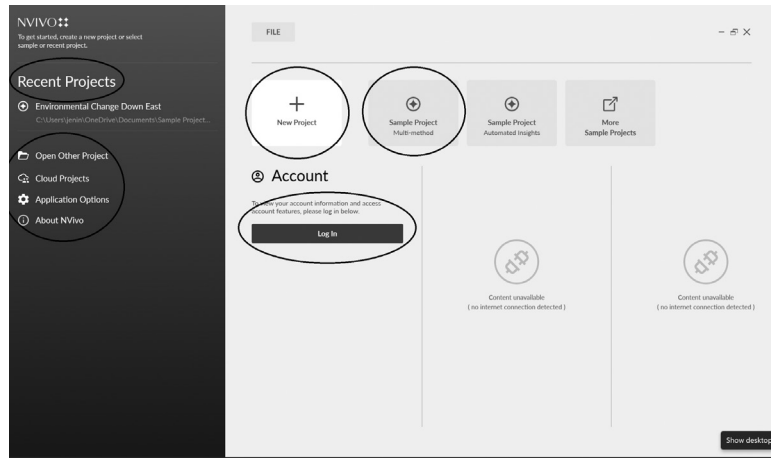 NVIVO
To get started, create a new project or select
sample or recent project.
Recent Projects
Environmental Change Down East
C:\Users\jenin\OneDrive\Documents\Sample Project...
Open Other Project
Cloud Projects
Application Options
About NVivo
FILE
New Project
Sample Project
Multi-method
Sample Project
Automated Insights
More
Sample Projects
Account
To view your account information and access
account features, please log in below.
Log In
Content unavailable
( no internet connection detected )
Content unavailable
( no internet connection detected )
Show desktop